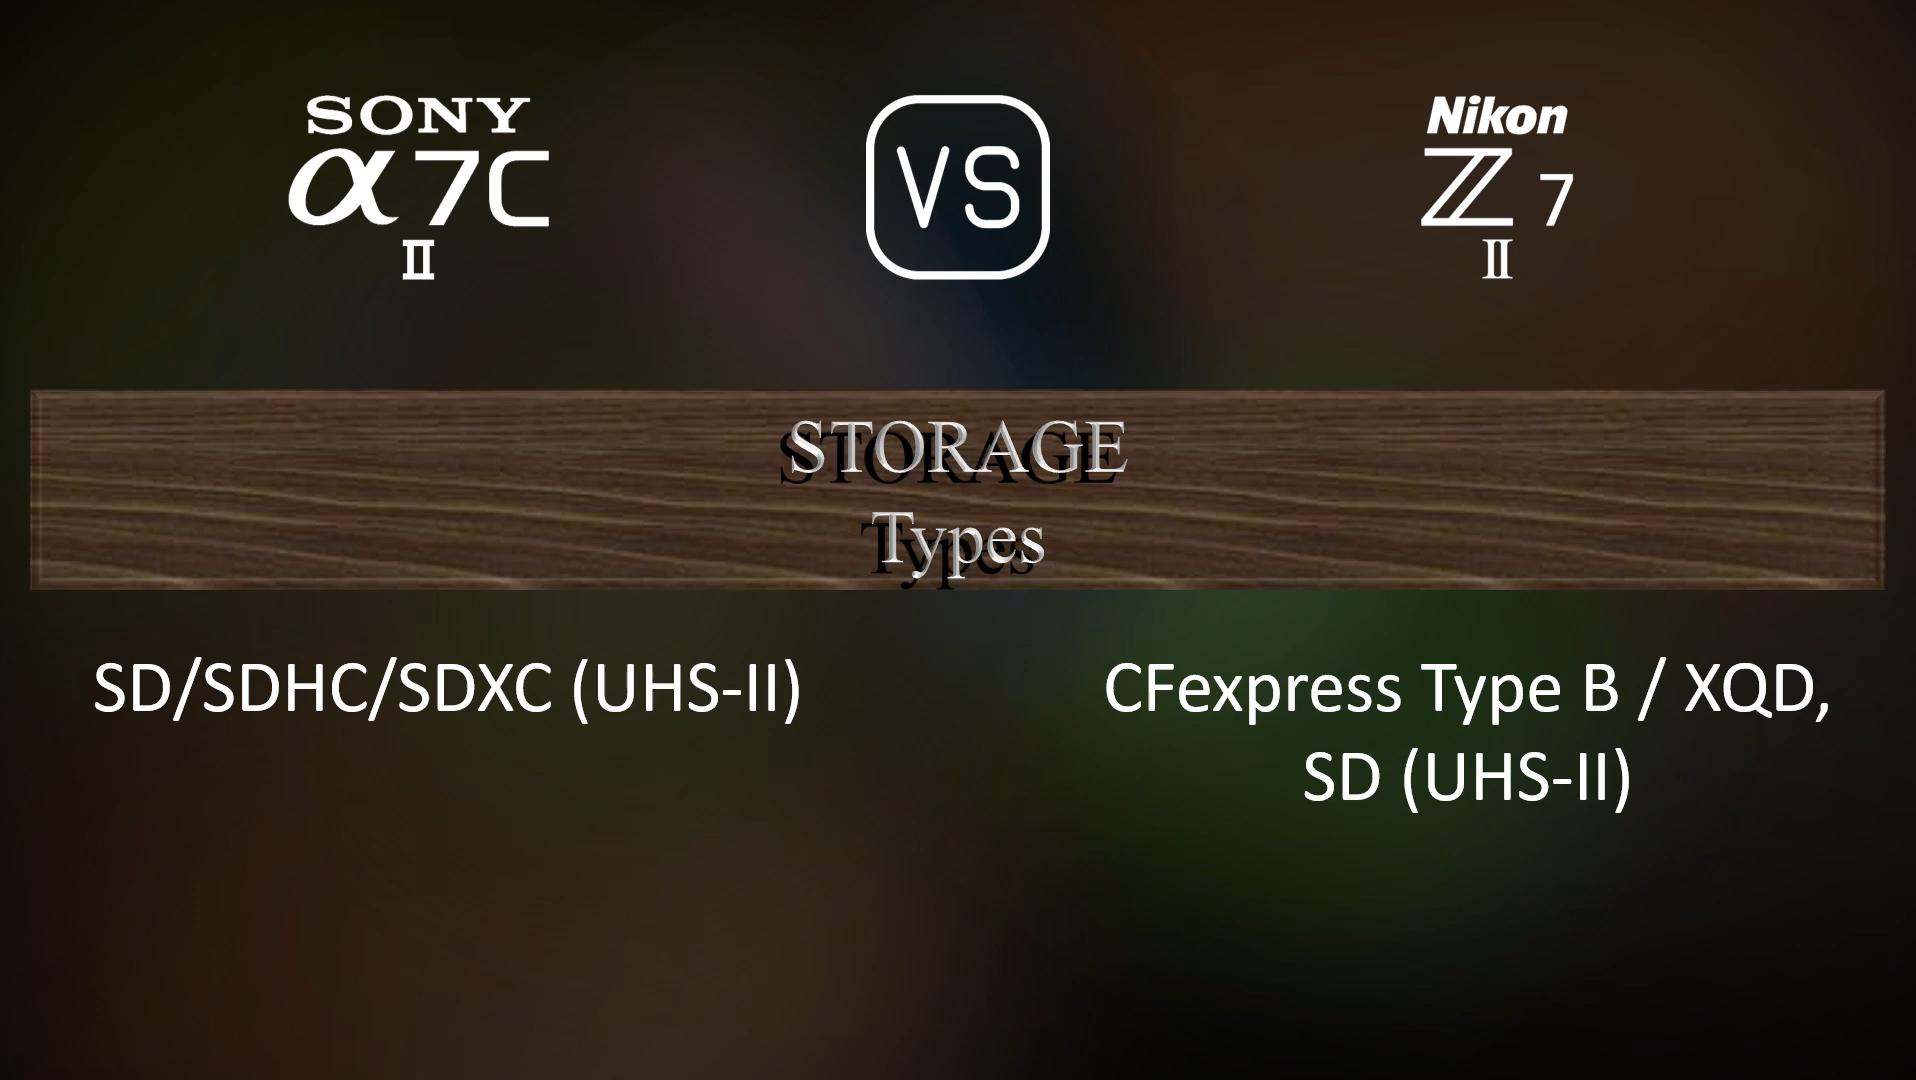 SONY
α7C
II
VS
Nikon
Z 7
II
STORAGE
Types
SD/SDHC/SDXC (UHS-II)
CFexpress Type B / XQD,
SD (UHS-II)